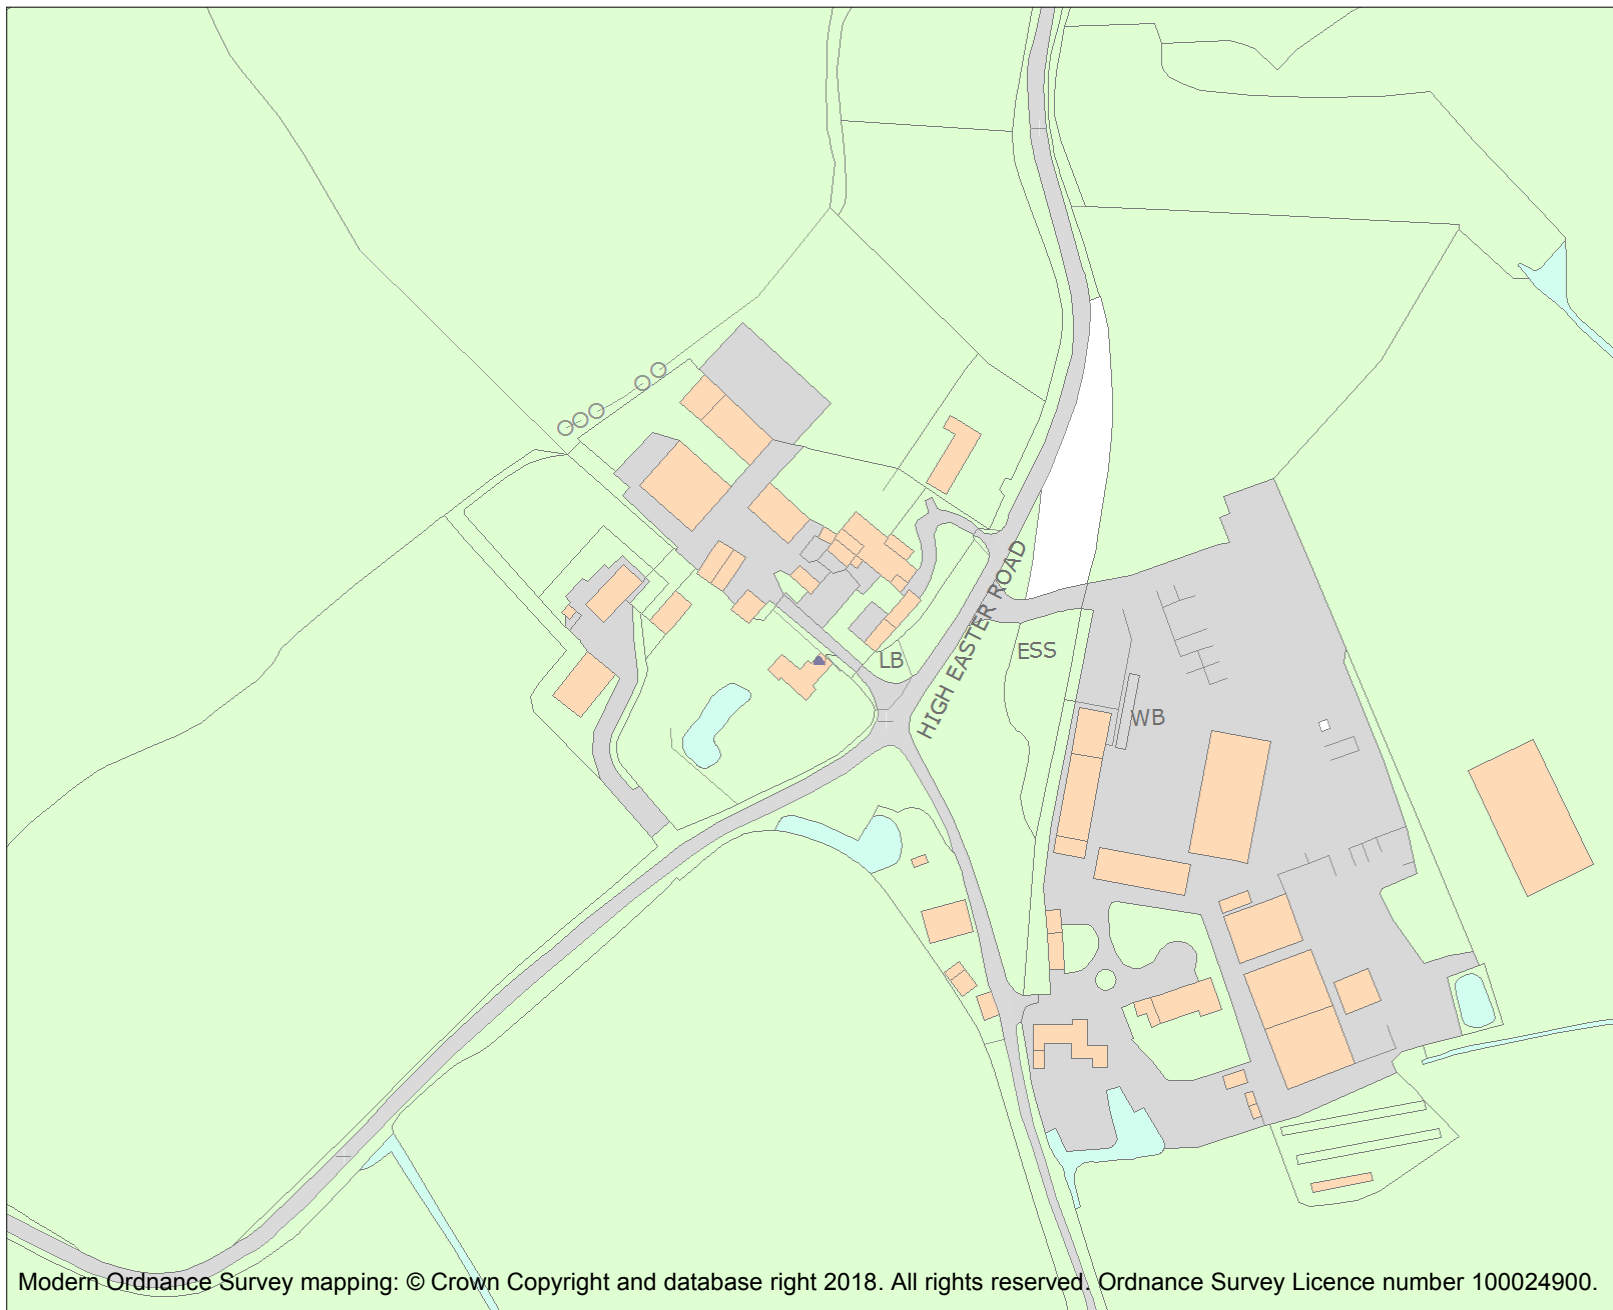 HIGH EASTER ROAD
ESS
LB
WB
Modern Ordnance Survey mapping: © Crown Copyright and database right 2018. All rights reserved. Ordnance Survey Licence number 100024900.